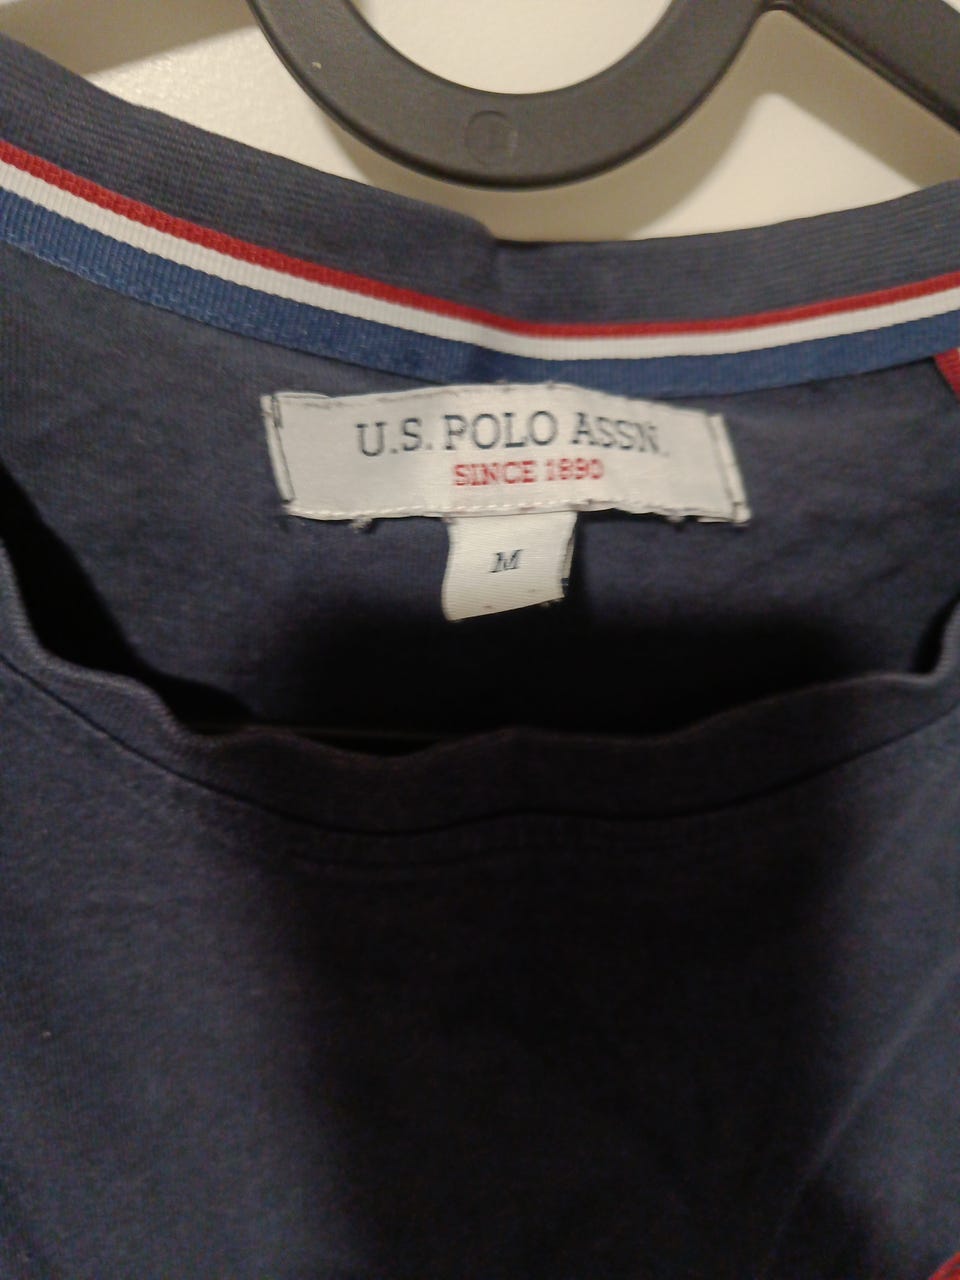 U.S. POLO ASSN.
SINCE 1890
M